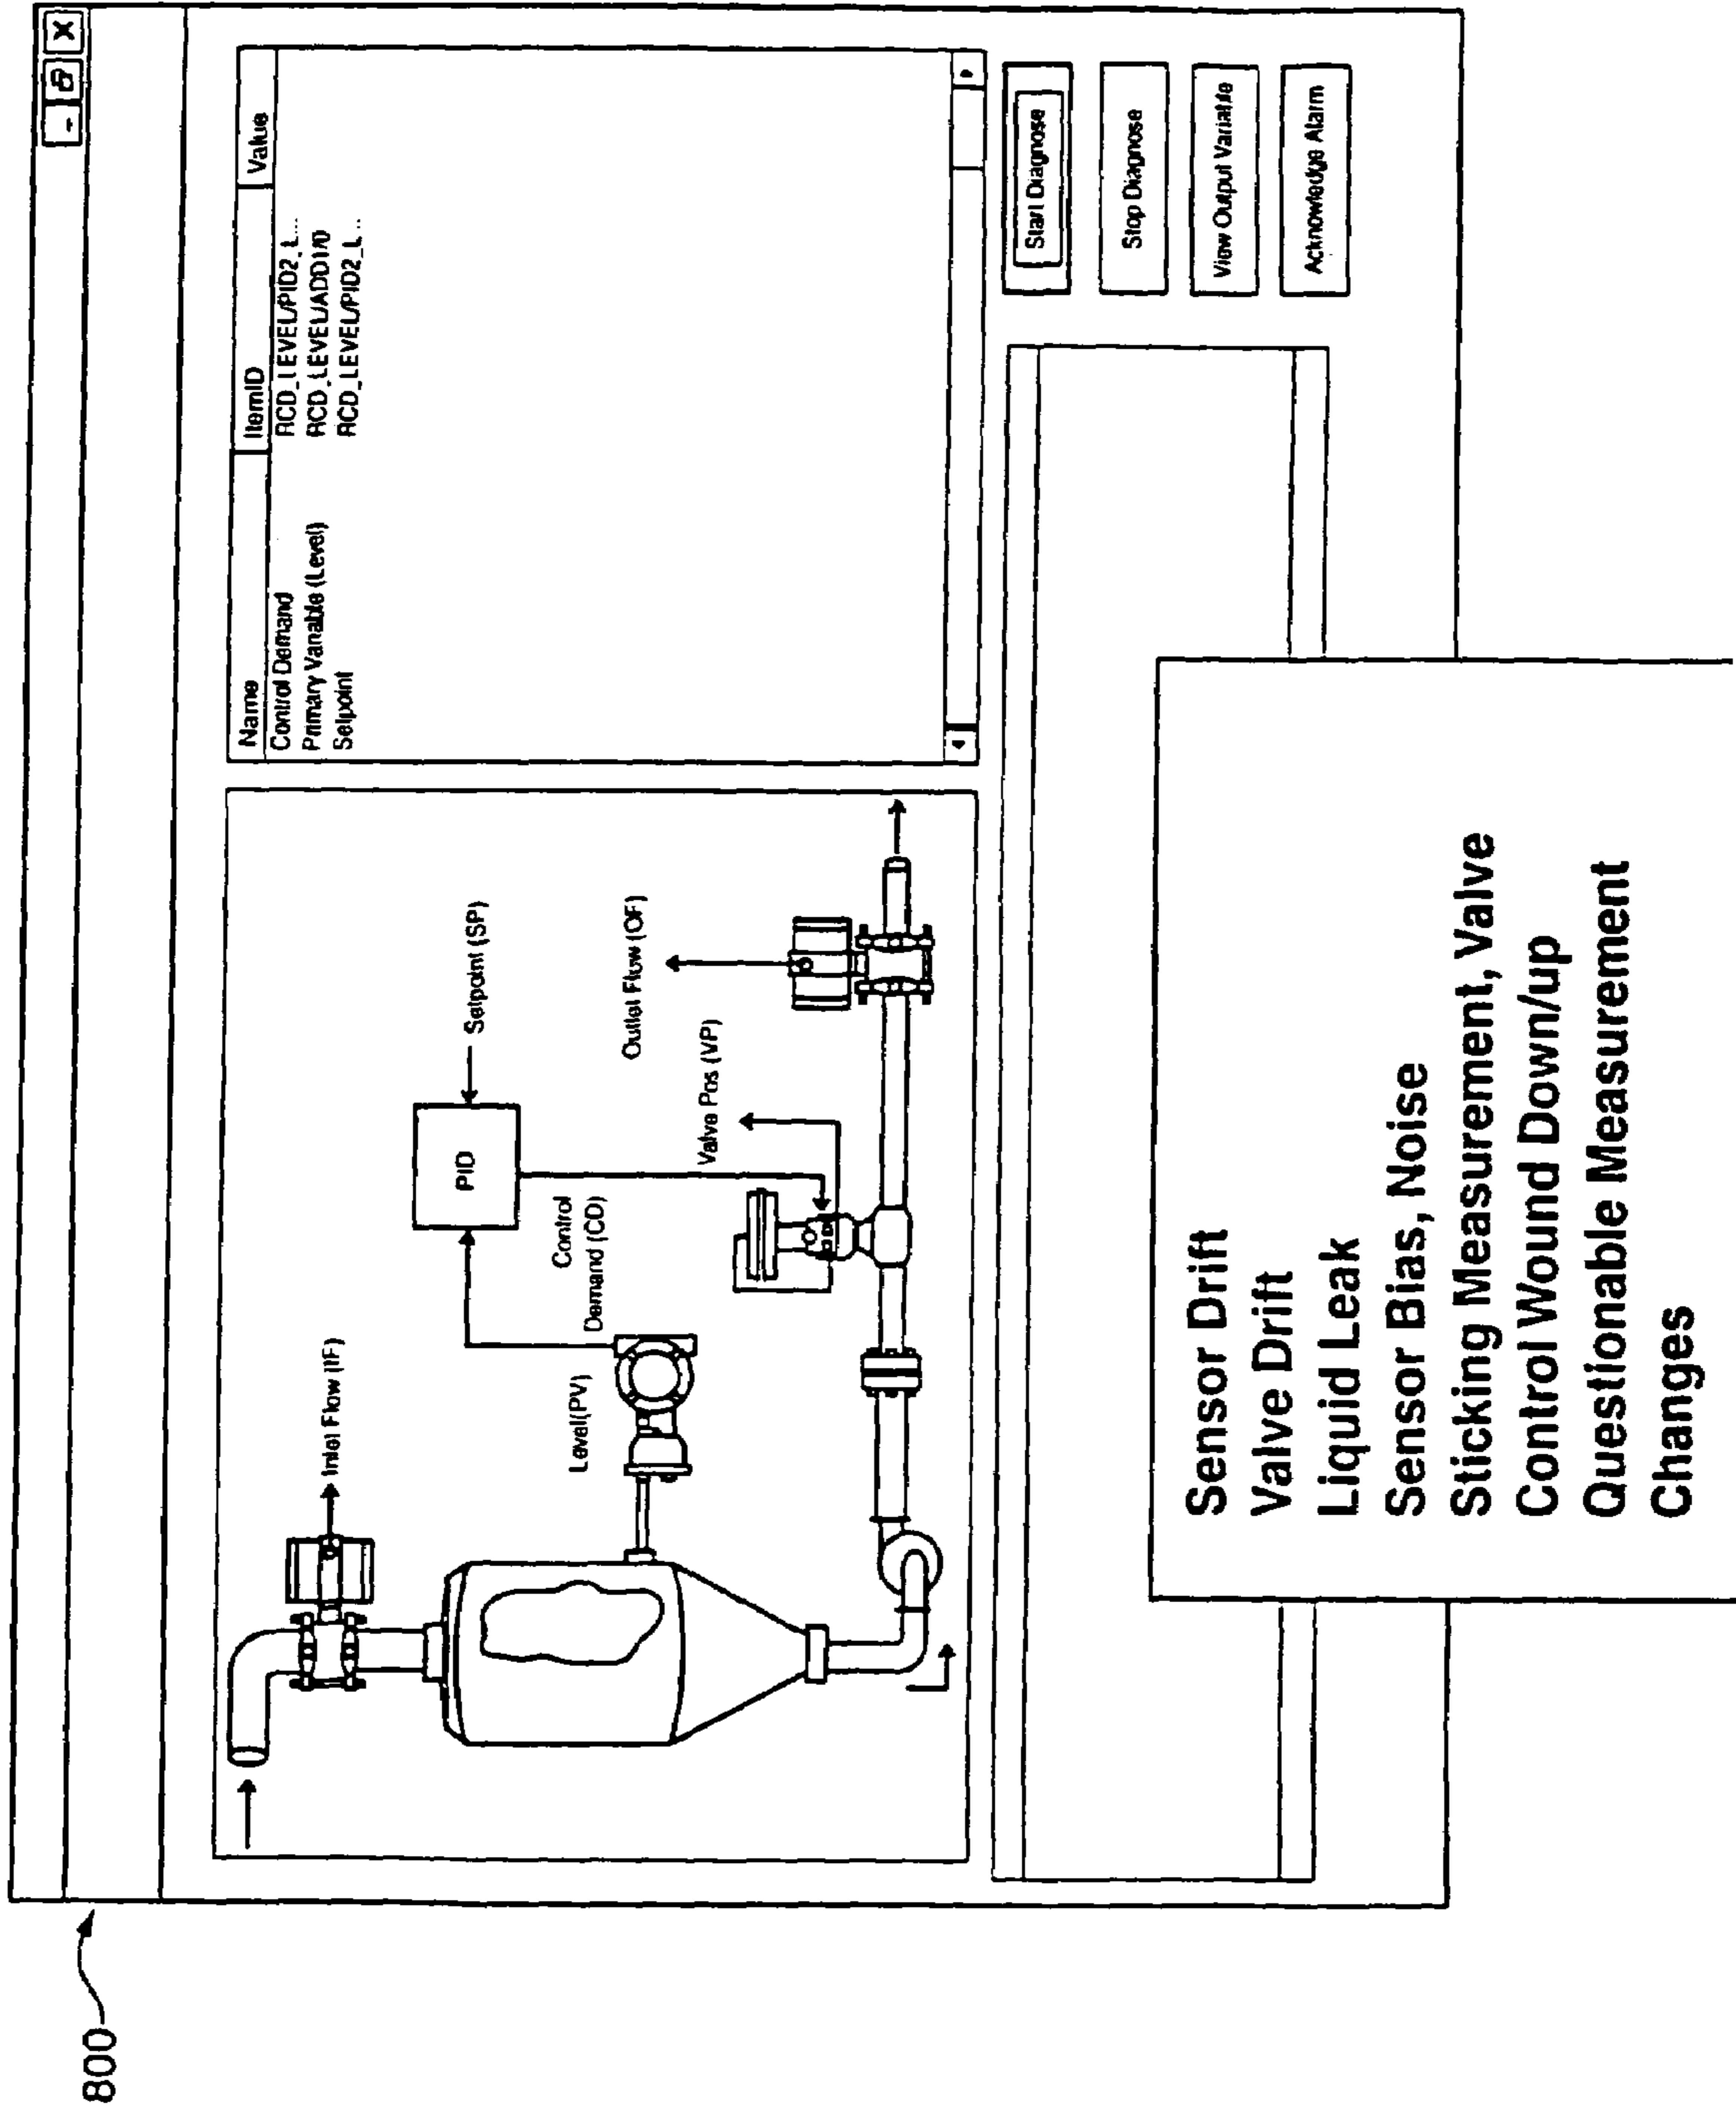 800
Name ItemID Value
Control Demand RCD_LEVEL/PID2_L...
Primary Variable (Level) RCD_LEVEL/ADD1/0
Setpoint RCD_LEVEL/PID2_L...
Inlet Flow (IF)
Setpoint (SP)
PID
Level(PV)
Control
Demand (CD)
Outlet Flow (OF)
Valve Pos (VP)
Start Diagnose
Stop Diagnose
View Output Variable
Acknowledge Alarm
Sensor Drift
Valve Drift
Liquid Leak
Sensor Bias, Noise
Sticking Measurement, Valve
Control Wound Down/up
Questionable Measurement
Changes